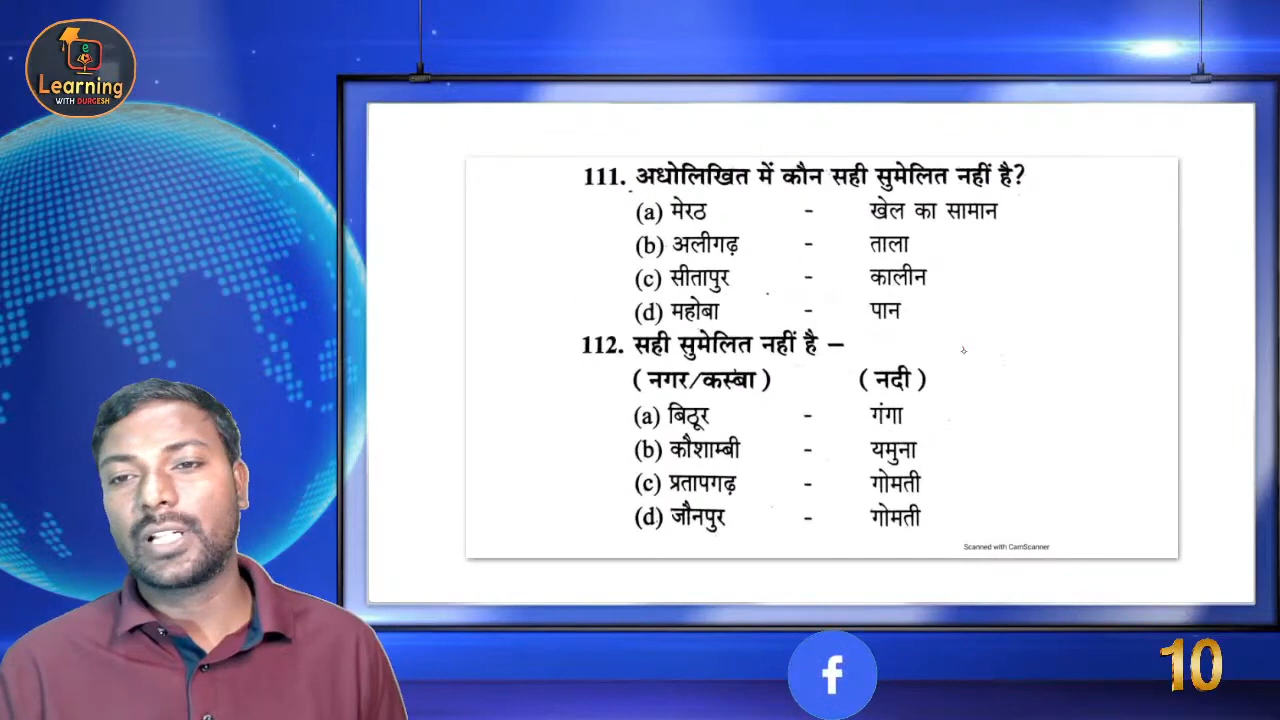 e
Learning
WITH DURGESH
111. अधोलिखित में कौन सही सुमेलित नहीं है?
(a) मेरठ - खेल का सामान
(b) अलीगढ़ - ताला
(c) सीतापुर - कालीन
(d) महोबा - पान
112. सही सुमेलित नहीं है –
( नगर/कस्बा ) ( नदी )
(a) बिठूर - गंगा
(b) कौशाम्बी - यमुना
(c) प्रतापगढ़ - गोमती
(d) जौनपुर - गोमती
Scanned with CamScanner
f
10